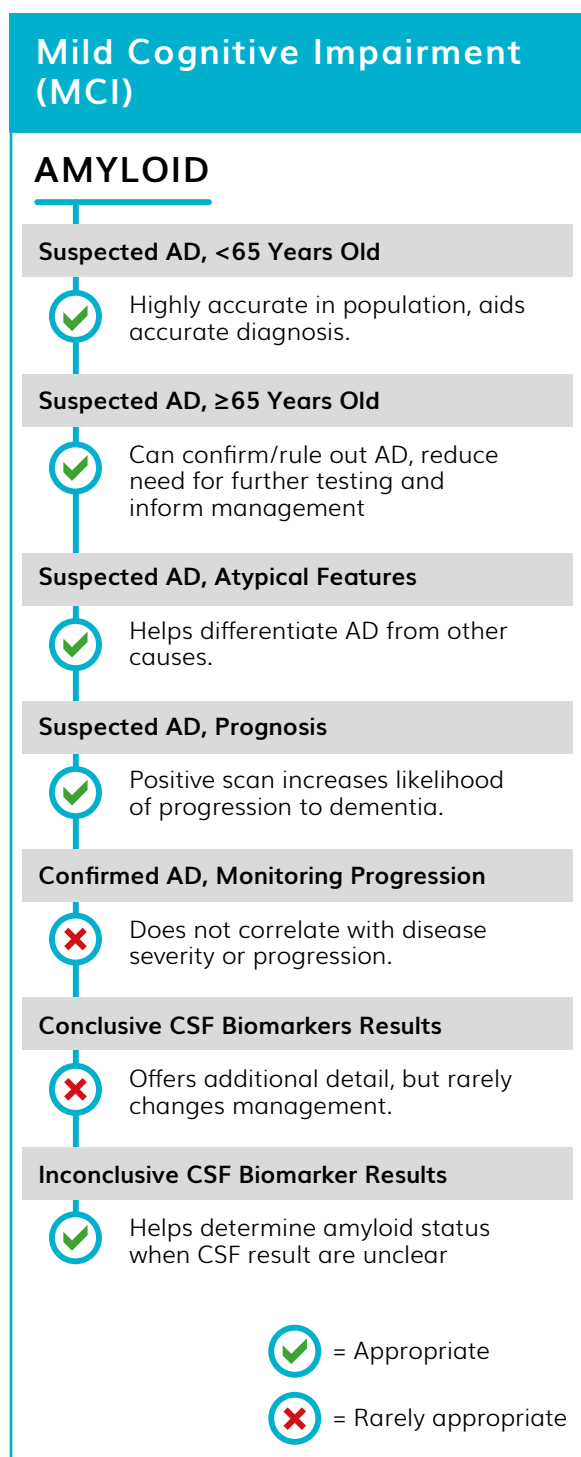 Mild Cognitive Impairment
(MCI)
AMYLOID
Suspected AD, <65 Years Old
Highly accurate in population, aids
accurate diagnosis.
Suspected AD, ≥65 Years Old
Can confirm/rule out AD, reduce
need for further testing and
inform management
Suspected AD, Atypical Features
Helps differentiate AD from other
causes.
Suspected AD, Prognosis
Positive scan increases likelihood
of progression to dementia.
Confirmed AD, Monitoring Progression
Does not correlate with disease
severity or progression.
Conclusive CSF Biomarkers Results
Offers additional detail, but rarely
changes management.
Inconclusive CSF Biomarker Results
Helps determine amyloid status
when CSF result are unclear
= Appropriate
= Rarely appropriate